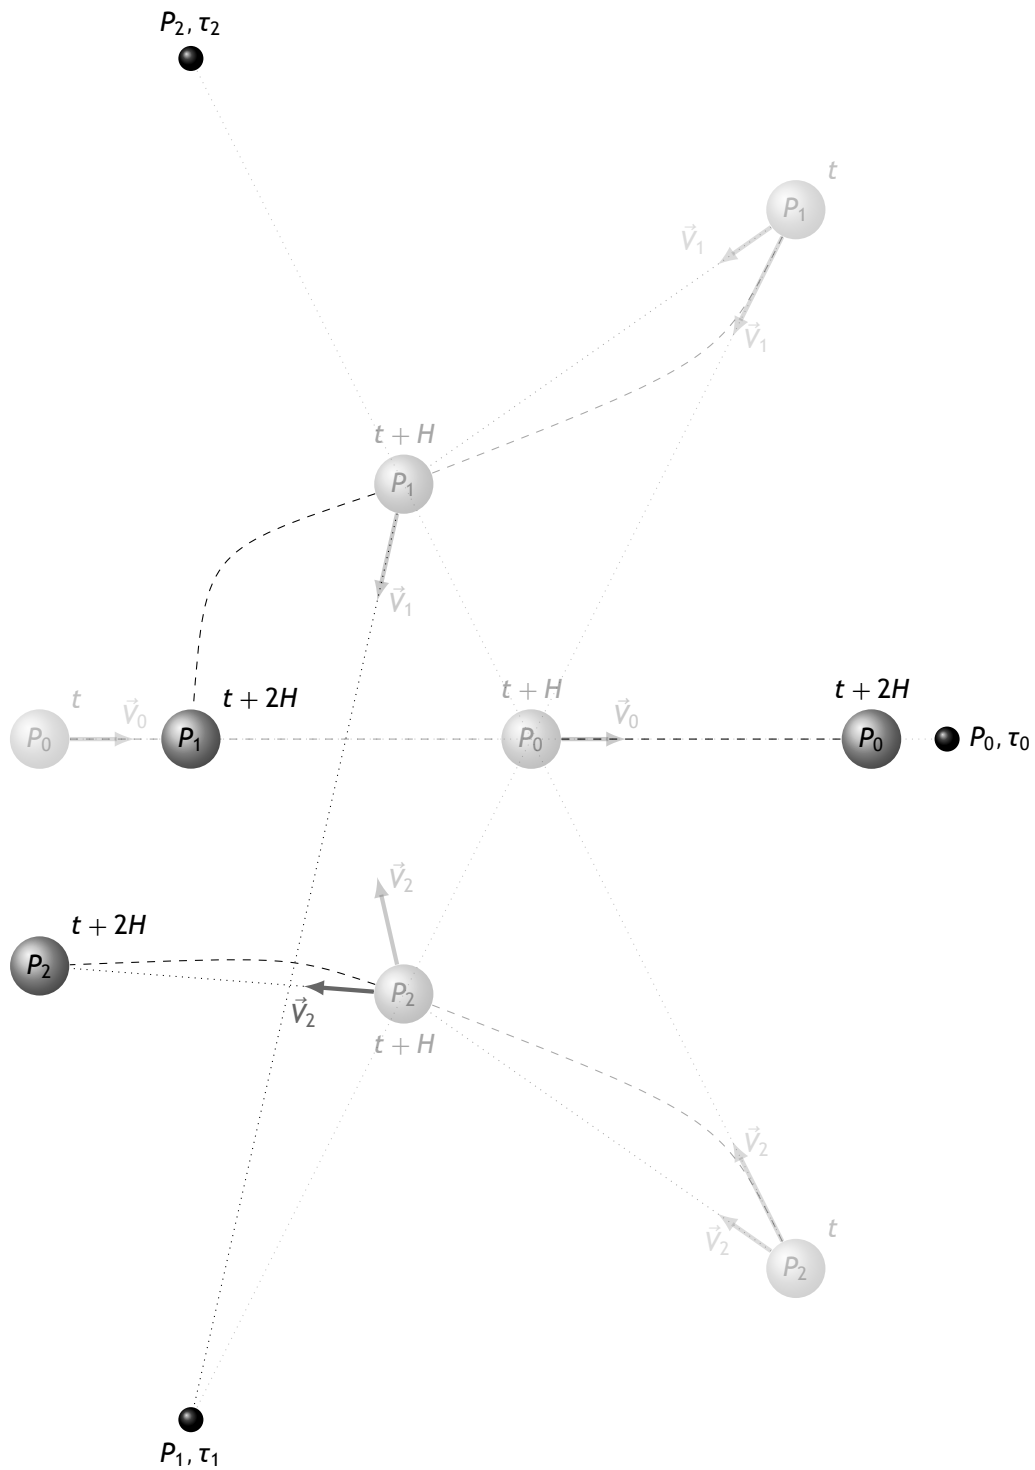 P₂, τ₂
t
P₁
V⃗₁
V⃗₁
t + H
P₁
V⃗₁
t
V⃗₀
t + 2H
t + H
V⃗₀
t + 2H
P₀
P₁
P₀
P₀
P₀, τ₀
V⃗₂
t + 2H
P₂
P₂
V⃗₂
t + H
V⃗₂
t
V⃗₂
P₂
P₁, τ₁